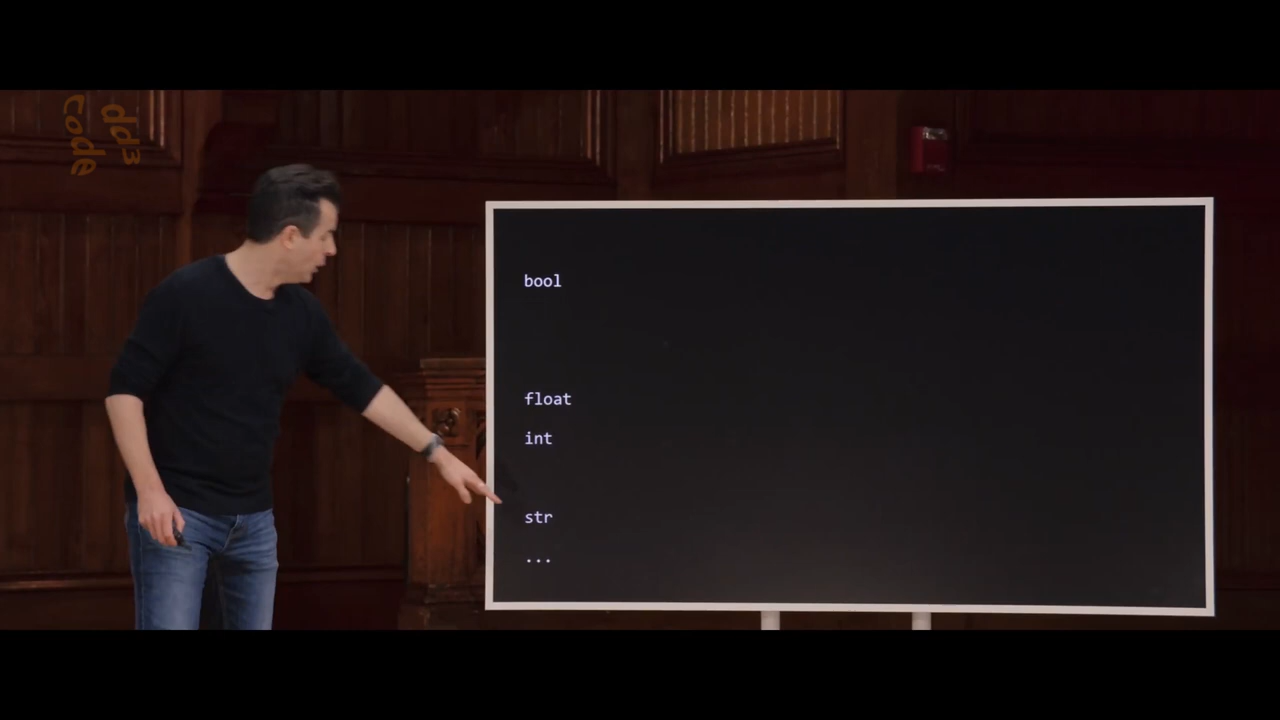 code
dd3
bool
float
int
str
...